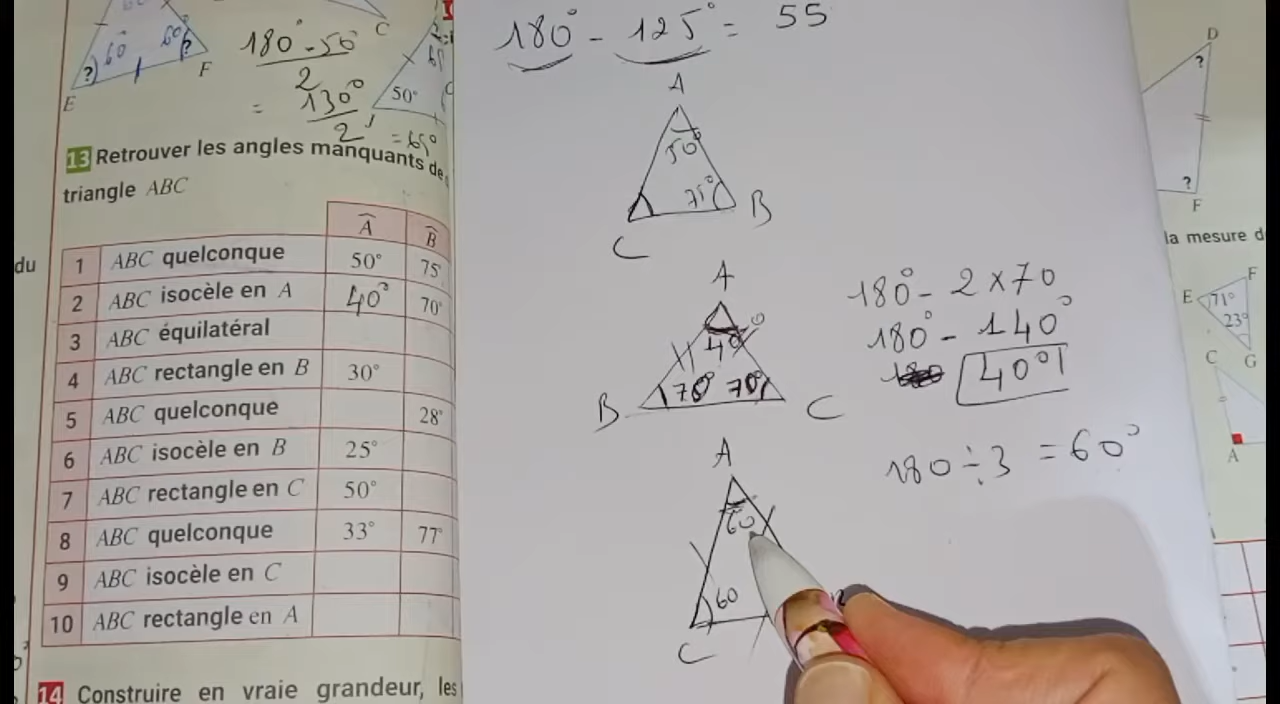 60°
60° 60°
? ?
E F
180° - 50°
2
= 130°
2
= 65°
C
50°
13 Retrouver les angles manquants de
triangle ABC
A B
1 ABC quelconque 50° 75°
2 ABC isocèle en A 40° 70°
3 ABC équilatéral
4 ABC rectangle en B 30°
5 ABC quelconque 28°
6 ABC isocèle en B 25°
7 ABC rectangle en C 50°
8 ABC quelconque 33° 77°
9 ABC isocèle en C
10 ABC rectangle en A
14 Construire en vraie grandeur, les
du
180° - 125° = 55
A
50°
75°
C B
A
40°
70° 70°
B C
180° - 2 × 70
180° - 140°
40°
A
60
60
C
180 ÷ 3 = 60°
D
?
?
F
la mesure d
F
E 71°
23°
C G
A